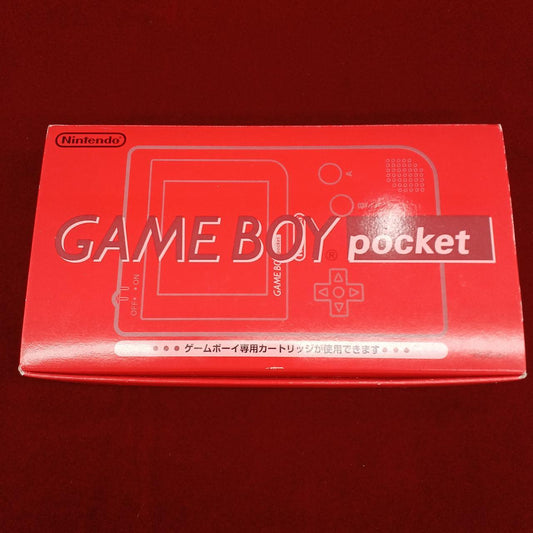 Nintendo
GAME BOY® pocket
A
B
GAME BOY
OFF• •ON
•••ゲームボーイ専用カートリッジが使用できます•••